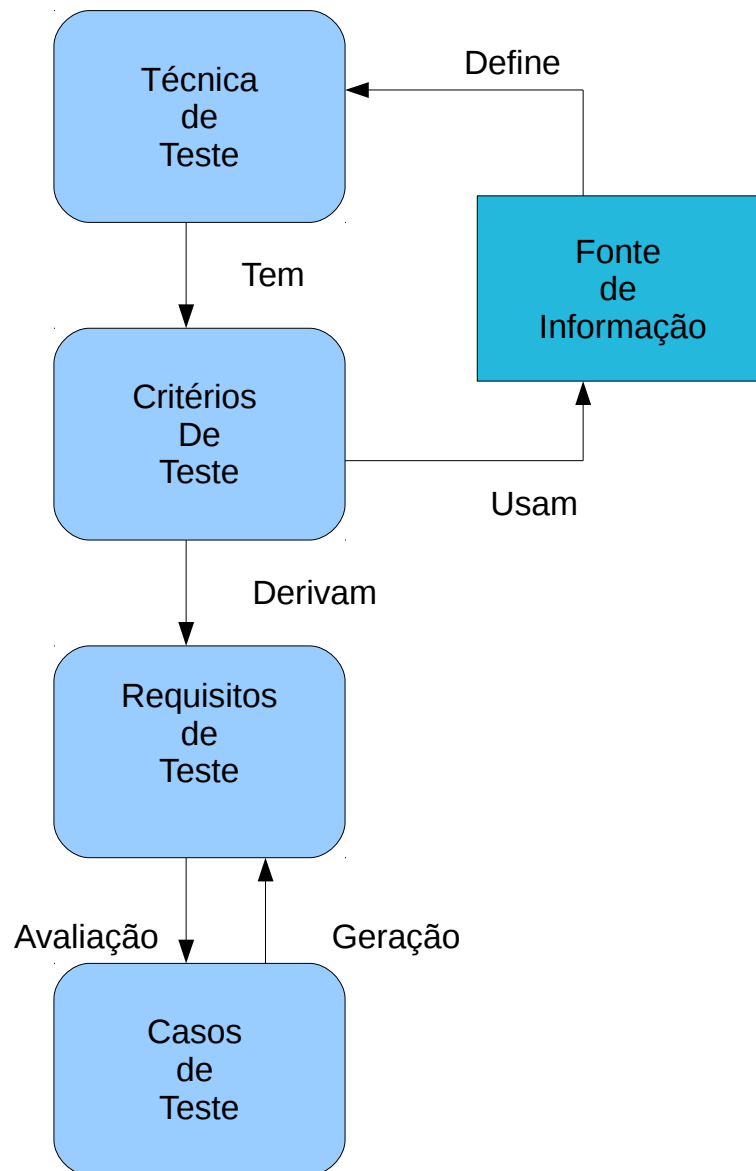 Técnica
de
Teste
Define
Fonte
de
Informação
Tem
Critérios
De
Teste
Usam
Derivam
Requisitos
de
Teste
Avaliação
Geração
Casos
de
Teste